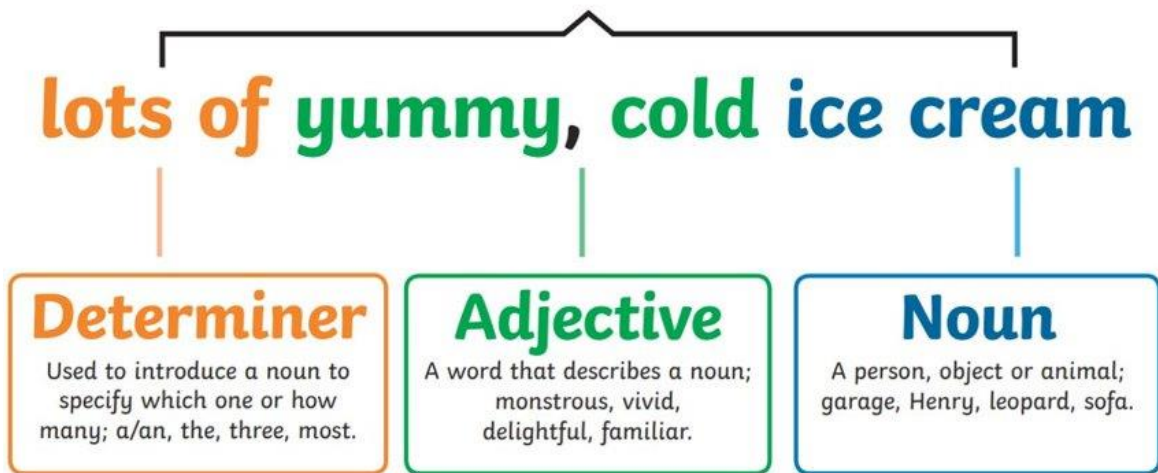 lots of yummy, cold ice cream
Determiner
Used to introduce a noun to
specify which one or how
many; a/an, the, three, most.
Adjective
A word that describes a noun;
monstrous, vivid,
delightful, familiar.
Noun
A person, object or animal;
garage, Henry, leopard, sofa.